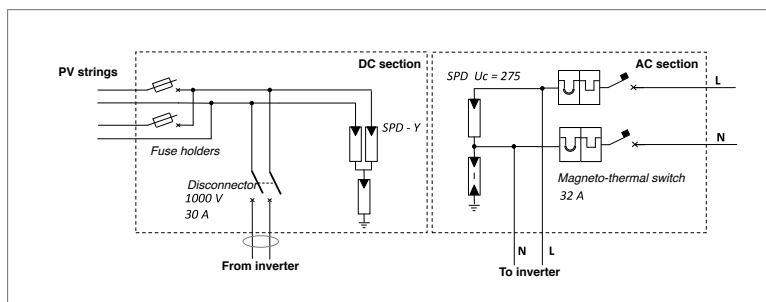 DC section
AC section
PV strings
SPD Uc = 275
L
SPD - Y
N
Fuse holders
Magneto-thermal switch
32 A
Disconnector
1000 V
30 A
N L
From inverter
To inverter